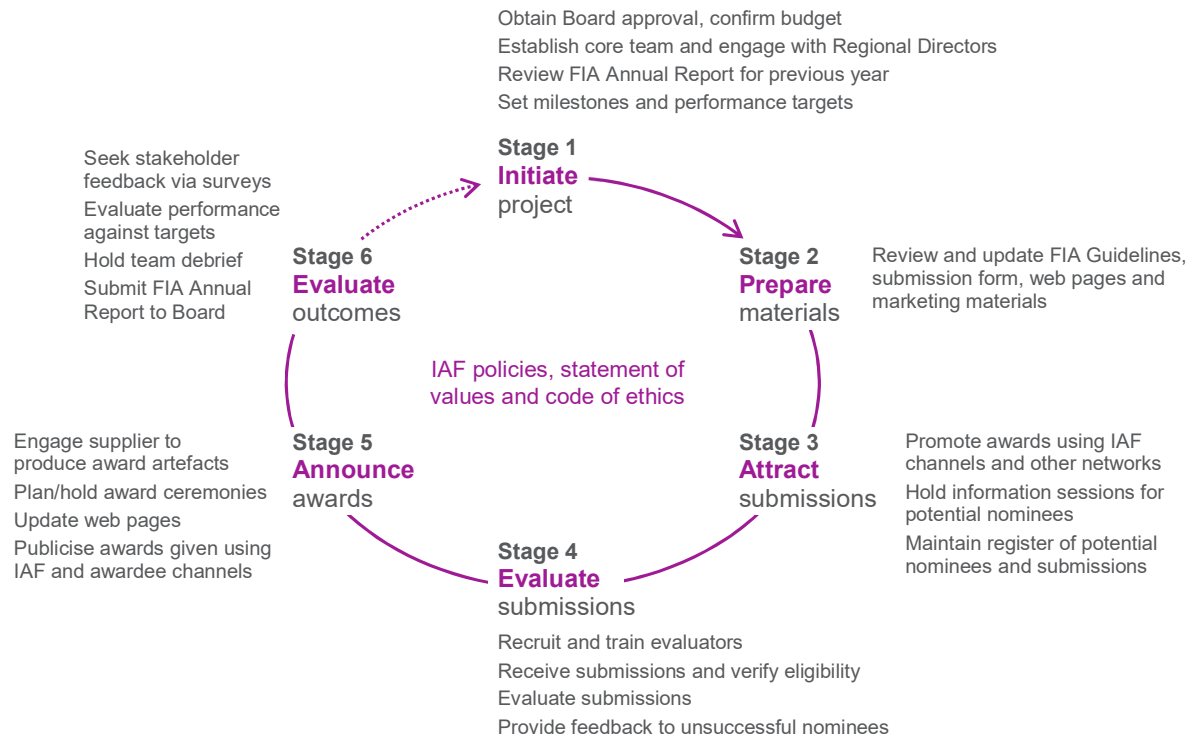 Obtain Board approval, confirm budget
Establish core team and engage with Regional Directors
Review FIA Annual Report for previous year
Set milestones and performance targets
Stage 1
Initiate
project
Stage 2
Prepare
materials
Review and update FIA Guidelines,
submission form, web pages and
marketing materials
Stage 3
Attract
submissions
Promote awards using IAF
channels and other networks
Hold information sessions for
potential nominees
Maintain register of potential
nominees and submissions
Stage 4
Evaluate
submissions
Recruit and train evaluators
Receive submissions and verify eligibility
Evaluate submissions
Provide feedback to unsuccessful nominees
Stage 5
Announce
awards
Engage supplier to
produce award artefacts
Plan/hold award ceremonies
Update web pages
Publicise awards given using
IAF and awardee channels
Stage 6
Evaluate
outcomes
Seek stakeholder
feedback via surveys
Evaluate performance
against targets
Hold team debrief
Submit FIA Annual
Report to Board
IAF policies, statement of
values and code of ethics